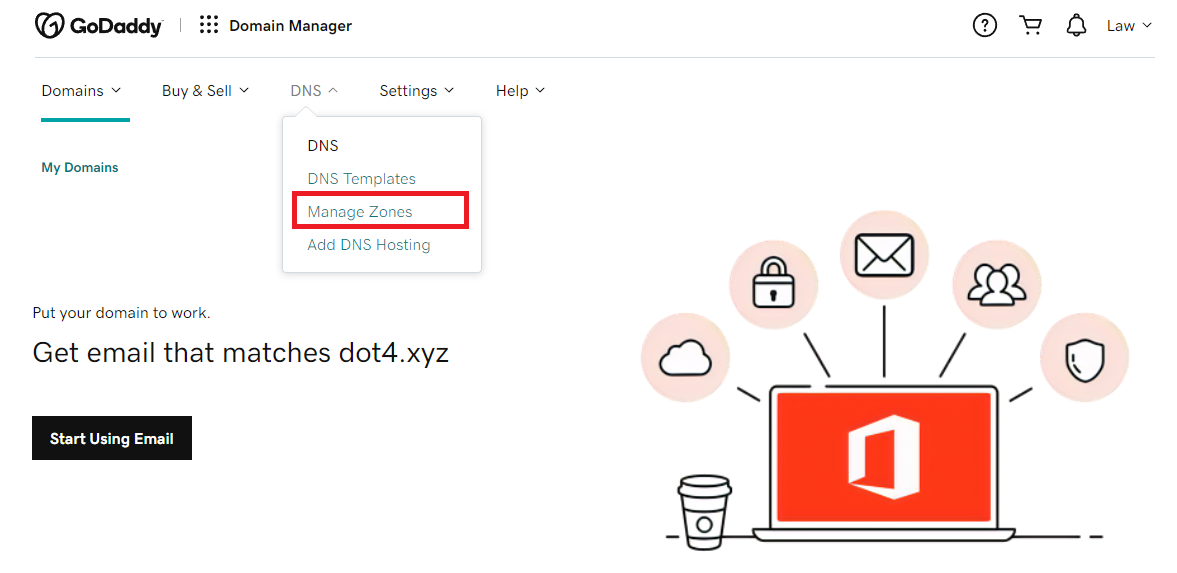 GoDaddy Domain Manager Law
Domains Buy & Sell DNS Settings Help
DNS
My Domains
DNS Templates
Manage Zones
Add DNS Hosting
Put your domain to work.
Get email that matches dot4.xyz
Start Using Email